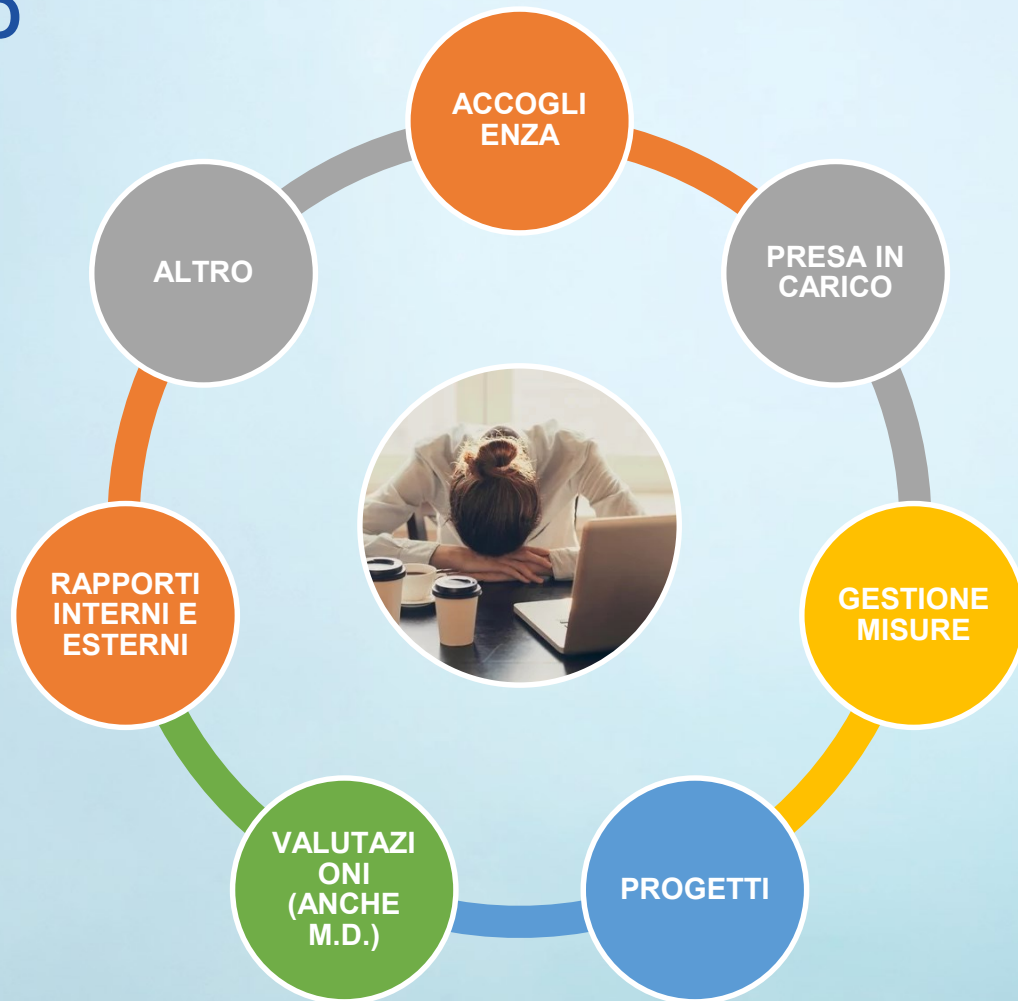 ACCOGLI
ENZA
PRESA IN
CARICO
GESTIONE
MISURE
PROGETTI
VALUTAZI
ONI
(ANCHE
M.D.)
RAPPORTI
INTERNI E
ESTERNI
ALTRO